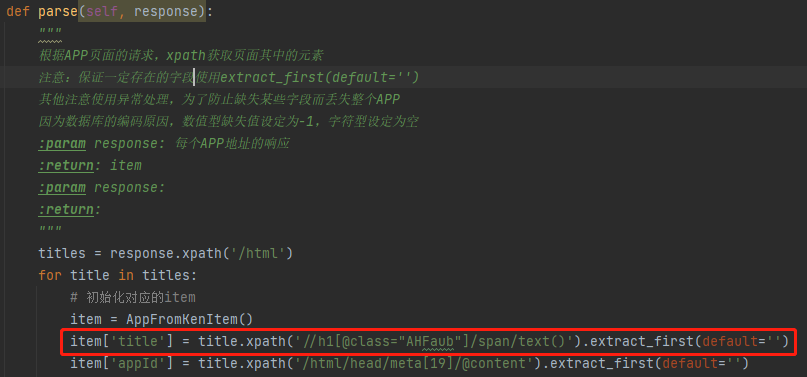 def parse(self, response):
"""
根据APP页面的请求，xpath获取页面其中的元素
注意：保证一定存在的字段使用extract_first(default='')
其他注意使用异常处理，为了防止缺失某些字段而丢失整个APP
因为数据库的编码原因，数值型缺失值设定为-1，字符型设定为空
:param response: 每个APP地址的响应
:return: item
:param response:
:return:
"""
titles = response.xpath('/html')
for title in titles:
# 初始化对应的item
item = AppFromKenItem()
item['title'] = title.xpath('//h1[@class="AHFaub"]/span/text()').extract_first(default='')
item['appId'] = title.xpath('/html/head/meta[19]/@content').extract_first(default='')